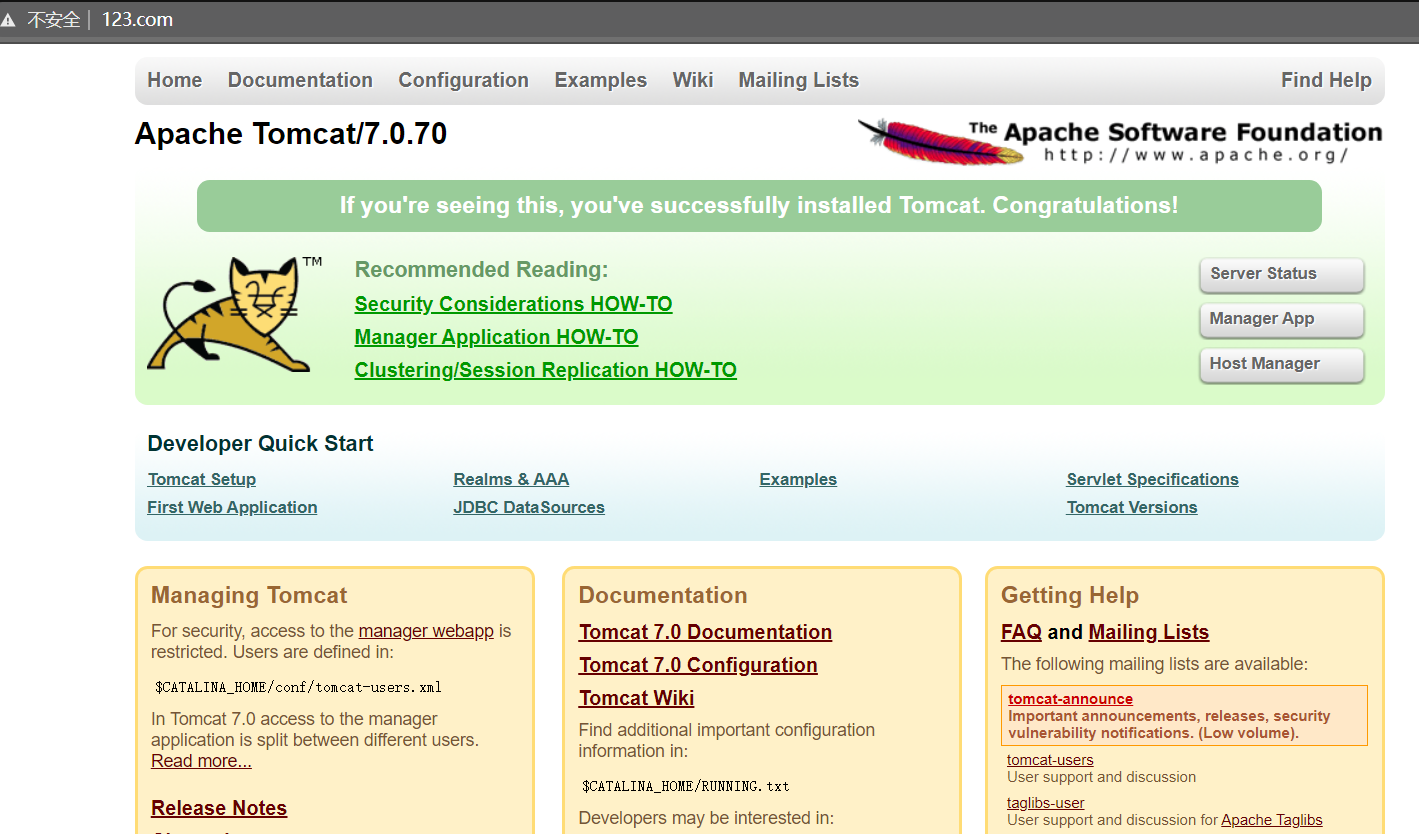 不安全 | 123.com
Home Documentation Configuration Examples Wiki Mailing Lists Find Help
Apache Tomcat/7.0.70
The Apache Software Foundation
http://www.apache.org/
If you're seeing this, you've successfully installed Tomcat. Congratulations!
TM
Recommended Reading:
Security Considerations HOW-TO
Manager Application HOW-TO
Clustering/Session Replication HOW-TO
Server Status
Manager App
Host Manager
Developer Quick Start
Tomcat Setup
First Web Application
Realms & AAA
JDBC DataSources
Examples
Servlet Specifications
Tomcat Versions
Managing Tomcat
For security, access to the manager webapp is
restricted. Users are defined in:
$CATALINA_HOME/conf/tomcat-users.xml
In Tomcat 7.0 access to the manager
application is split between different users.
Read more...
Release Notes
Documentation
Tomcat 7.0 Documentation
Tomcat 7.0 Configuration
Tomcat Wiki
Find additional important configuration
information in:
$CATALINA_HOME/RUNNING.txt
Developers may be interested in:
Getting Help
FAQ and Mailing Lists
The following mailing lists are available:
tomcat-announce
Important announcements, releases, security
vulnerability notifications. (Low volume).
tomcat-users
User support and discussion
taglibs-user
User support and discussion for Apache Taglibs